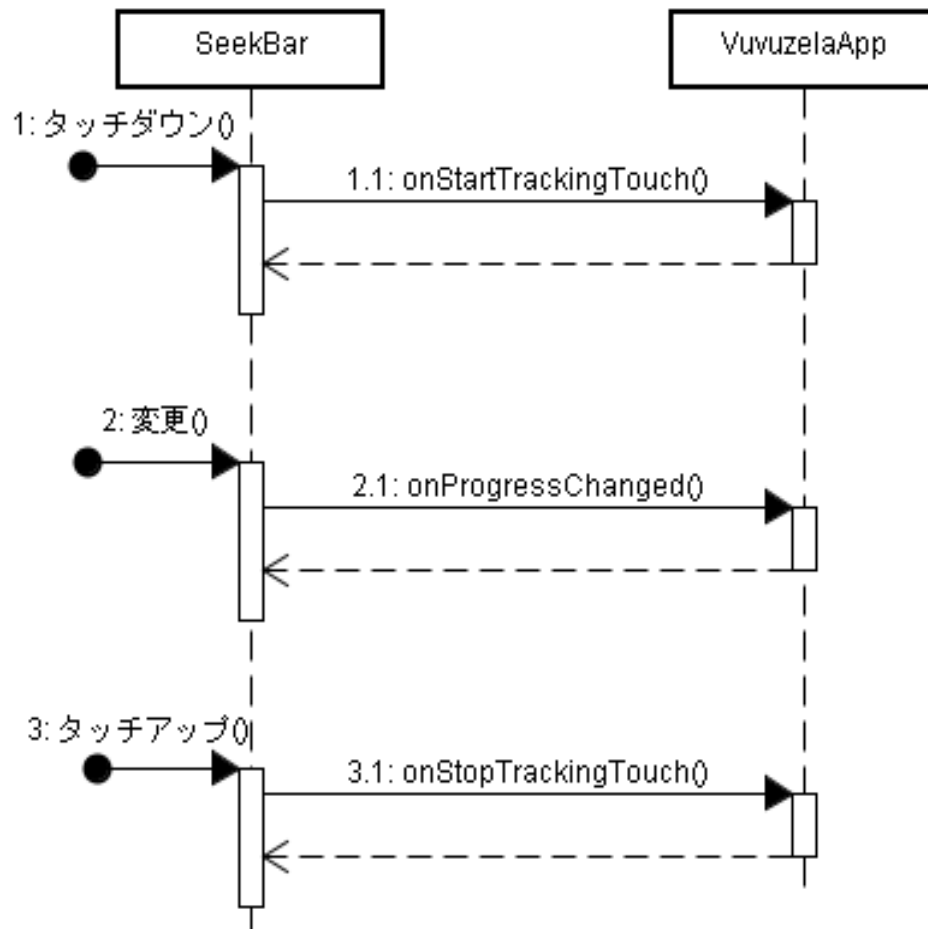 SeekBar
VuvuzelaApp
1: タッチダウン()
1.1: onStartTrackingTouch()
2: 変更()
2.1: onProgressChanged()
3: タッチアップ()
3.1: onStopTrackingTouch()